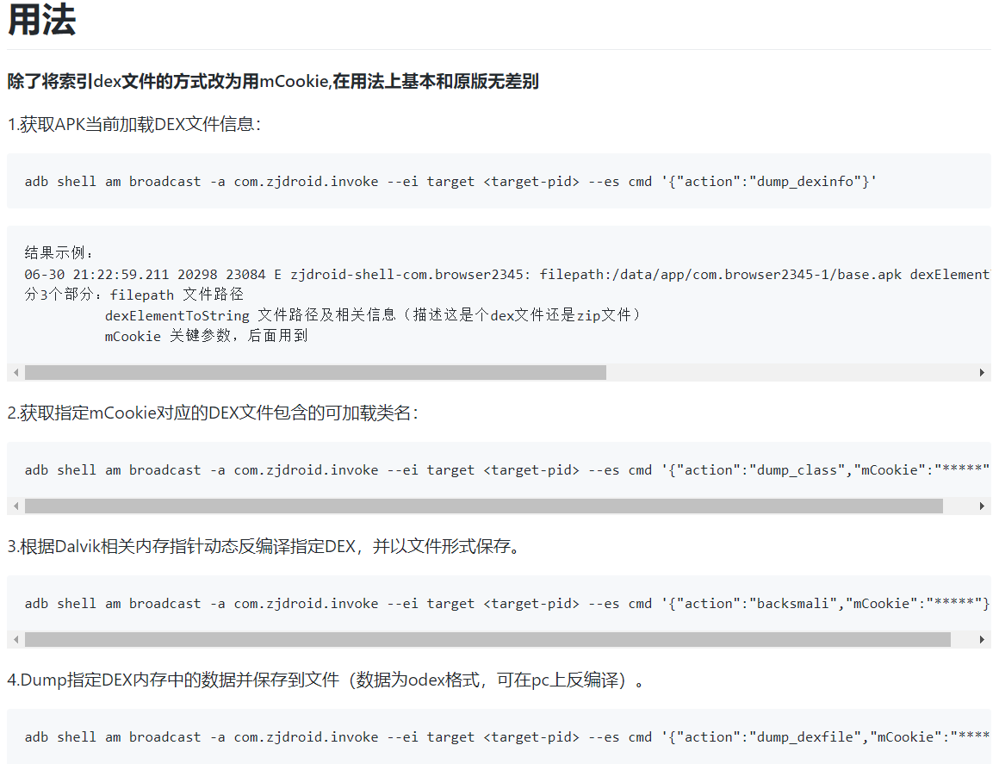 用法
除了将索引dex文件的方式改为用mCookie,在用法上基本和原版无差别
1.获取APK当前加载DEX文件信息：
adb shell am broadcast -a com.zjdroid.invoke --ei target <target-pid> --es cmd '{"action":"dump_dexinfo"}'
结果示例：
06-30 21:22:59.211 20298 23084 E zjdroid-shell-com.browser2345: filepath:/data/app/com.browser2345-1/base.apk dexElement
分3个部分：filepath 文件路径
dexElementToString 文件路径及相关信息（描述这是个dex文件还是zip文件）
mCookie 关键参数，后面用到
2.获取指定mCookie对应的DEX文件包含的可加载类名：
adb shell am broadcast -a com.zjdroid.invoke --ei target <target-pid> --es cmd '{"action":"dump_class","mCookie":"*****"
3.根据Dalvik相关内存指针动态反编译指定DEX，并以文件形式保存。
adb shell am broadcast -a com.zjdroid.invoke --ei target <target-pid> --es cmd '{"action":"backsmali","mCookie":"*****"}
4.Dump指定DEX内存中的数据并保存到文件（数据为odex格式，可在pc上反编译）。
adb shell am broadcast -a com.zjdroid.invoke --ei target <target-pid> --es cmd '{"action":"dump_dexfile","mCookie":"****